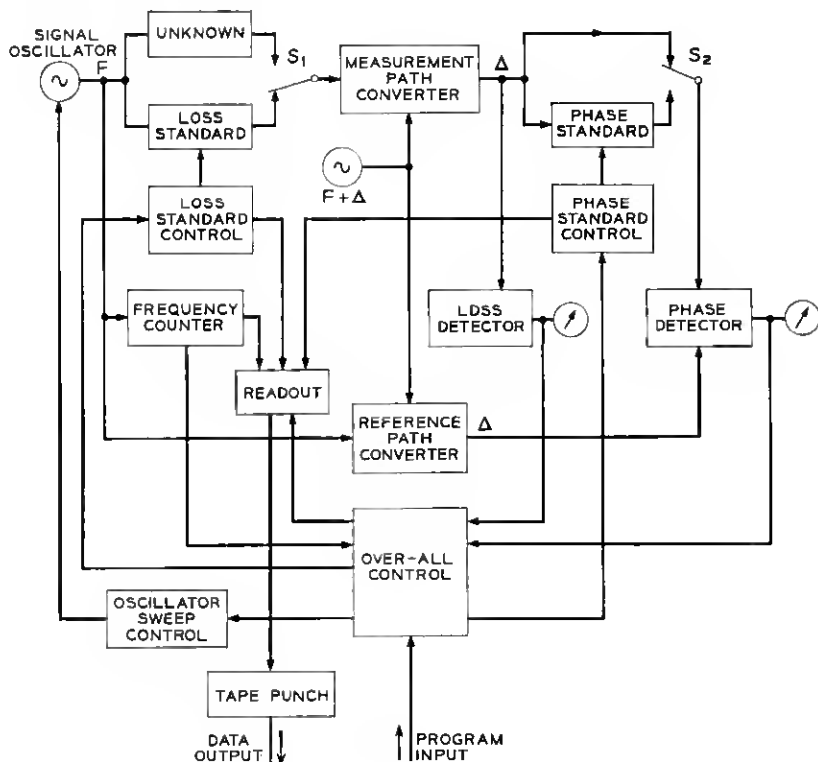 SIGNAL
OSCILLATOR
F
UNKNOWN
S1
MEASUREMENT
PATH
CONVERTER
Δ
S2
LOSS
STANDARD
PHASE
STANDARD
F + Δ
LOSS
STANDARD
CONTROL
PHASE
STANDARD
CONTROL
FREQUENCY
COUNTER
LDSS
DETECTOR
PHASE
DETECTOR
READOUT
REFERENCE
PATH
CONVERTER
Δ
OVER-ALL
CONTROL
OSCILLATOR
SWEEP
CONTROL
TAPE PUNCH
DATA
OUTPUT
PROGRAM
INPUT